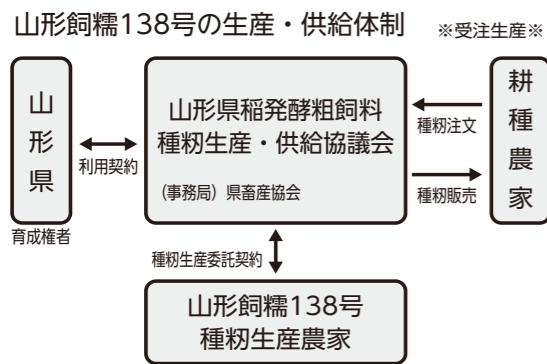 山形飼糯138号の生産・供給体制
※受注生産※
山形県
育成権者
利用契約
山形県稲発酵粗飼料
種籾生産・供給協議会
(事務局)県畜産協会
種籾注文
種籾販売
耕種農家
種籾生産委託契約
山形飼糯138号
種籾生産農家